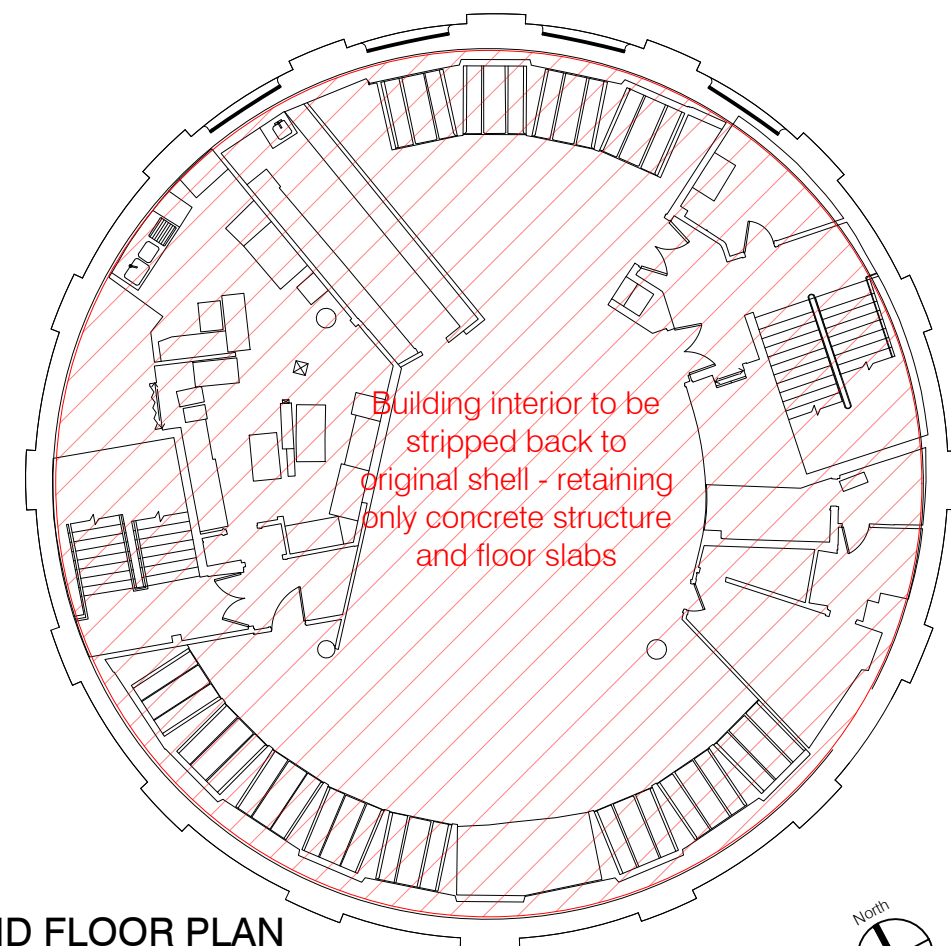 Building interior to be
stripped back to
original shell - retaining
only concrete structure
and floor slabs
FLOOR PLAN
North